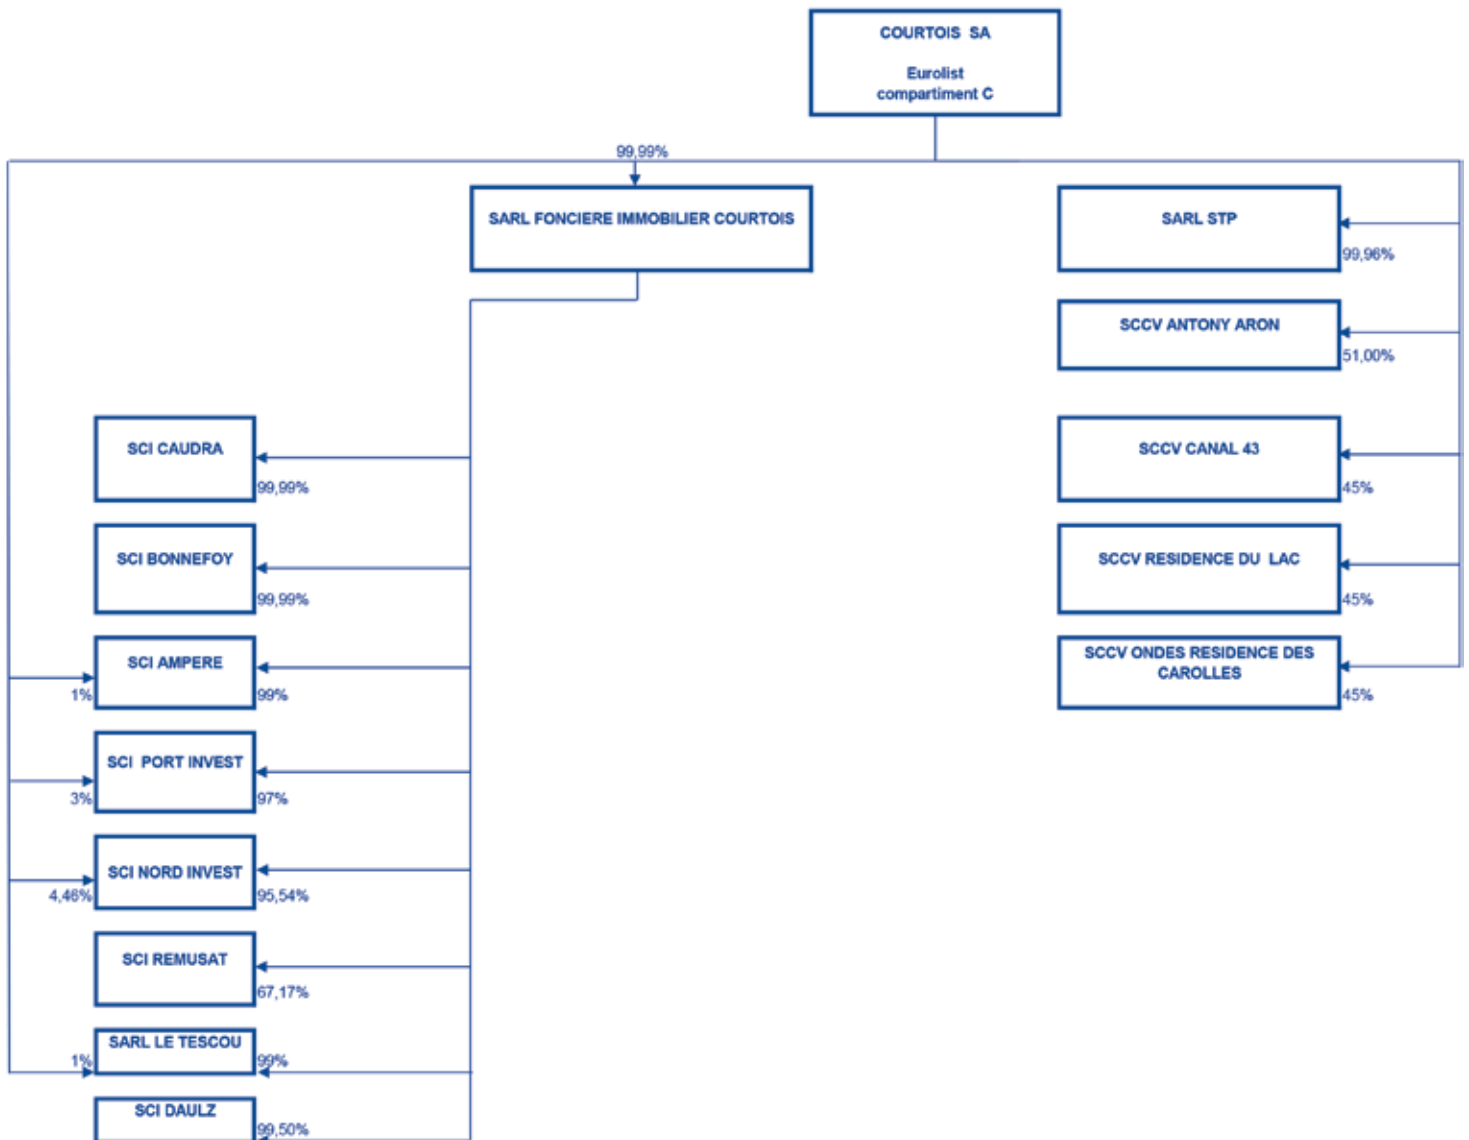 COURTOIS SA
Eurolist
compartiment C
99,99%
SARL FONCIERE IMMOBILIER COURTOIS
SARL STP
99,96%
SCCV ANTONY ARON
51,00%
SCI CAUDRA
99,99%
SCCV CANAL 43
45%
SCI BONNEFOY
99,99%
SCCV RESIDENCE DU LAC
45%
SCI AMPERE
1%
99%
SCCV ONDES RESIDENCE DES
CAROLLES
45%
SCI PORT INVEST
3%
97%
SCI NORD INVEST
4,46%
95,54%
SCI REMUSAT
67,17%
SARL LE TESCOU
1%
99%
SCI DAULZ
99,50%